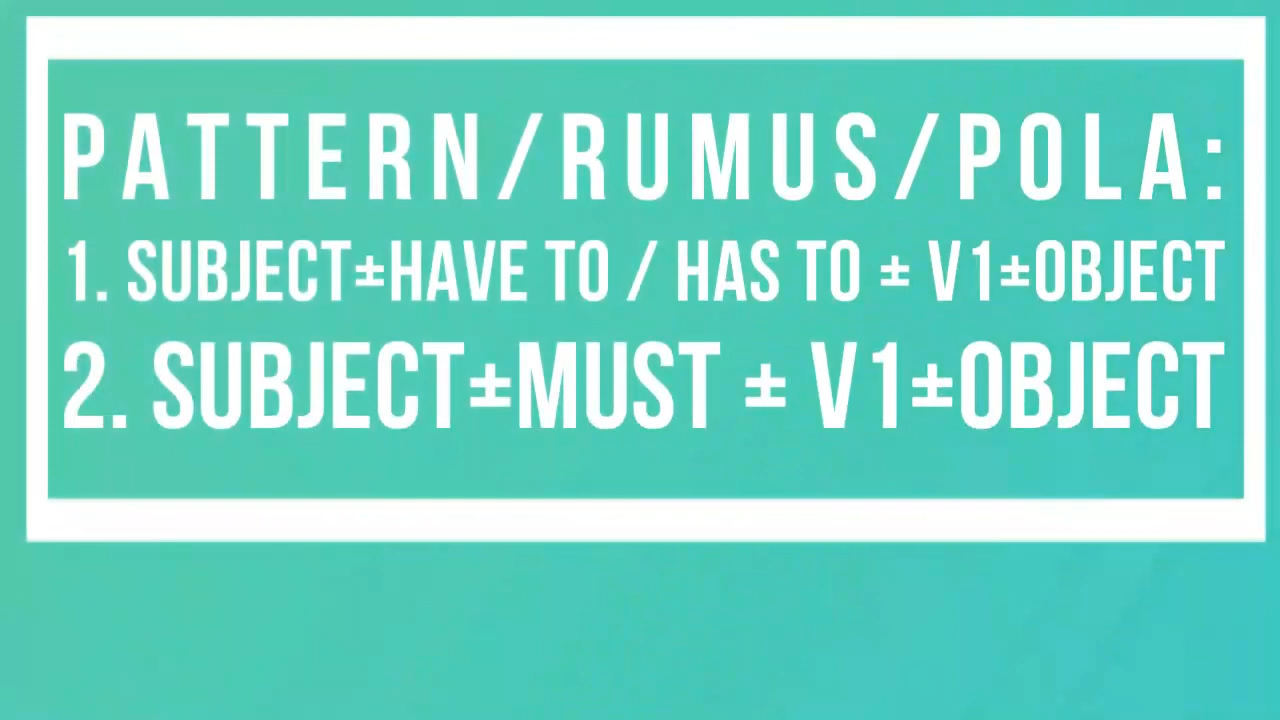 PATTERN/RUMUS/POLA:
1. SUBJECT±HAVE TO / HAS TO ± V1±OBJECT
2. SUBJECT±MUST ± V1±OBJECT